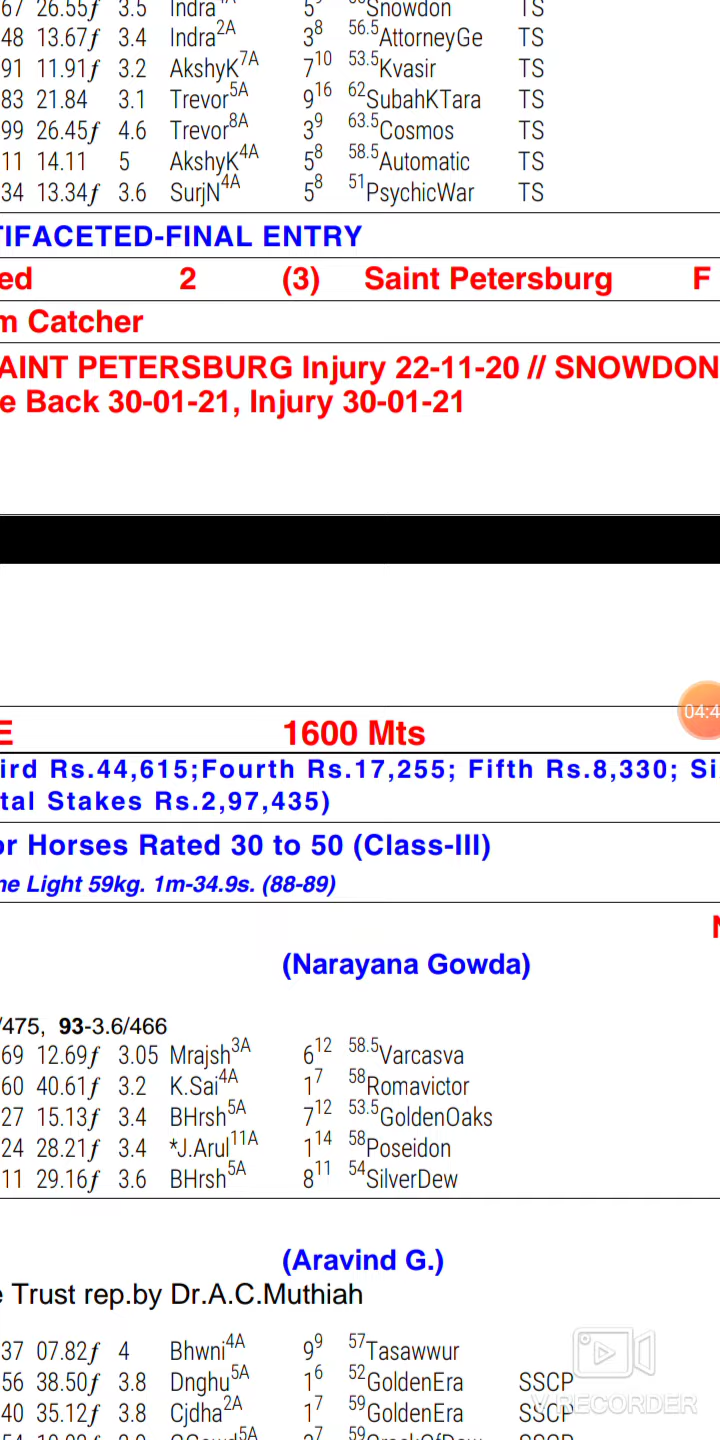 67 26.55f 3.5 Indra 5 Snowdon TS
48 13.67f 3.4 Indra2A 38 56.5AttorneyGe TS
91 11.91f 3.2 AkshyK7A 710 53.5Kvasir TS
83 21.84 3.1 Trevor5A 916 62SubahKTara TS
99 26.45f 4.6 Trevor8A 39 63.5Cosmos TS
11 14.11 5 AkshyK4A 58 58.5Automatic TS
34 13.34f 3.6 SurjN4A 58 51PsychicWar TS
TIFACETED-FINAL ENTRY
ed 2 (3) Saint Petersburg F
m Catcher
AINT PETERSBURG Injury 22-11-20 // SNOWDON
e Back 30-01-21, Injury 30-01-21
04:4
E 1600 Mts
ird Rs.44,615;Fourth Rs.17,255; Fifth Rs.8,330; Si
tal Stakes Rs.2,97,435)
or Horses Rated 30 to 50 (Class-III)
ne Light 59kg. 1m-34.9s. (88-89)
N
(Narayana Gowda)
/475, 93-3.6/466
69 12.69f 3.05 Mrajsh3A 612 58.5Varcasva
60 40.61f 3.2 K.Sai4A 17 58Romavictor
27 15.13f 3.4 BHrsh5A 712 53.5GoldenOaks
24 28.21f 3.4 *J.Arul11A 114 58Poseidon
11 29.16f 3.6 BHrsh5A 811 54SilverDew
(Aravind G.)
e Trust rep.by Dr.A.C.Muthiah
37 07.82f 4 Bhwni4A 99 57Tasawwur
56 38.50f 3.8 Dnghu5A 16 52GoldenEra SSCP
40 35.12f 3.8 Cjdha2A 17 59GoldenEra SSCP
V RECORDER